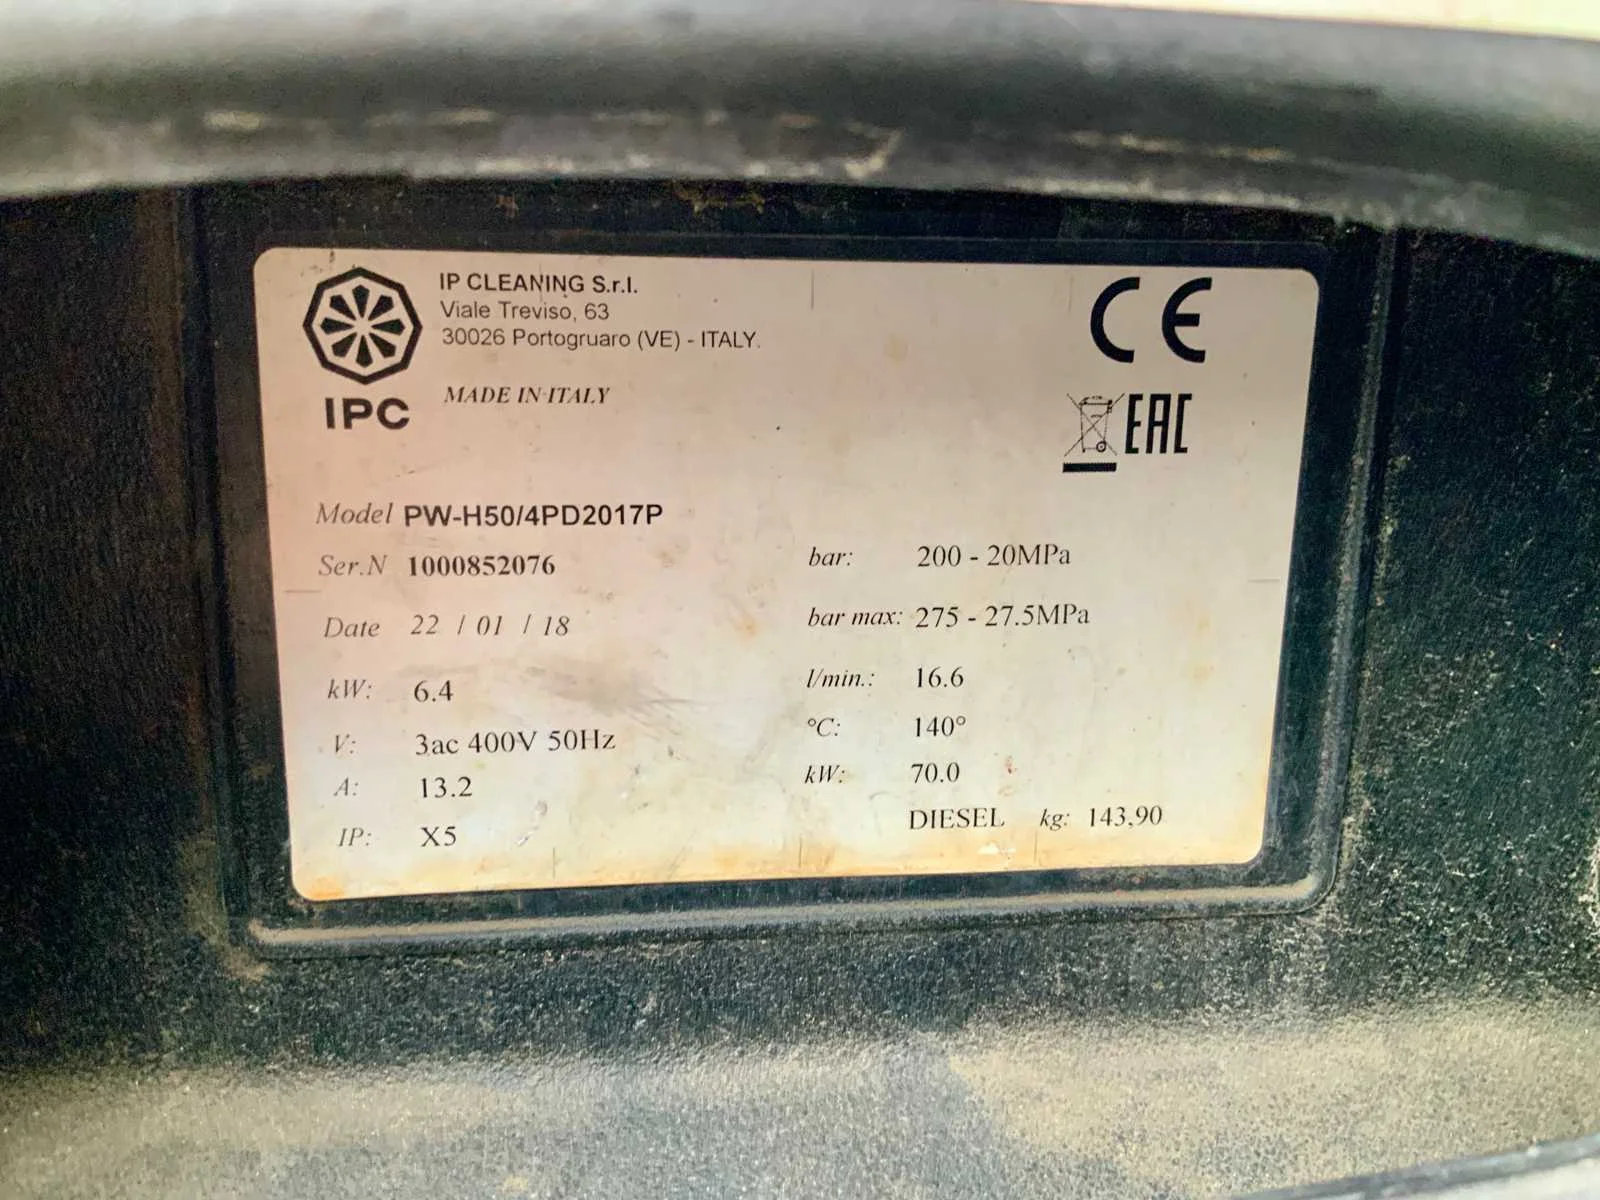 IP CLEANING S.r.l.
Viale Treviso, 63
30026 Portogruaro (VE) - ITALY.
MADE IN ITALY
IPC
CE
EAC
Model PW-H50/4PD2017P
Ser.N 1000852076
Date 22 / 01 / 18
kW: 6.4
V: 3ac 400V 50Hz
A: 13.2
IP: X5
bar: 200 - 20MPa
bar max: 275 - 27.5MPa
l/min.: 16.6
°C: 140°
kW: 70.0
DIESEL kg: 143,90